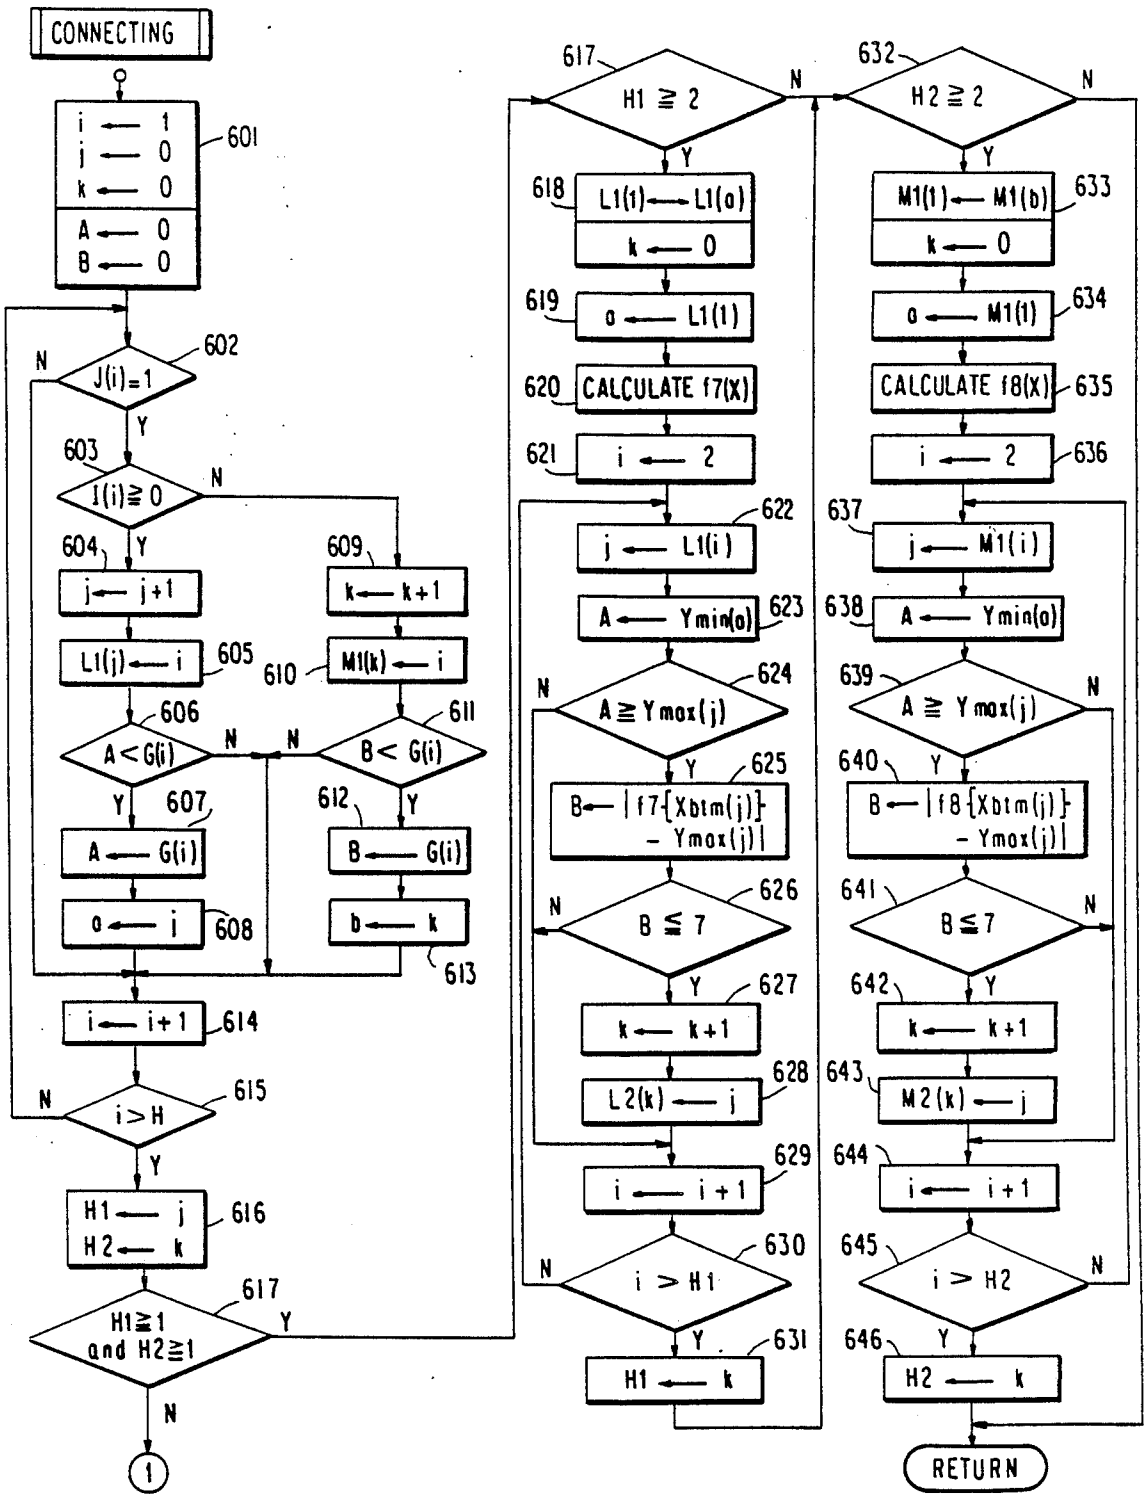 CONNECTING
i ← 1
j ← 0
k ← 0
A ← 0
B ← 0
601
602
J(i)=1
N
Y
603
I(i)≧0
N
Y
604
j ← j+1
605
L1(j) ← i
606
A < G(i)
N
Y
607
A ← G(i)
608
a ← j
609
k ← k+1
610
M1(k) ← i
611
B < G(i)
N
Y
612
B ← G(i)
613
b ← k
614
i ← i+1
615
i > H
N
Y
616
H1 ← j
H2 ← k
617
H1≧1
and H2≧1
Y
N
1
617
H1 ≧ 2
N
Y
618
L1(1) ↔ L1(a)
k ← 0
619
a ← L1(1)
620
CALCULATE f7(X)
621
i ← 2
622
j ← L1(i)
623
A ← Ymin(a)
624
A ≧ Ymax(j)
N
Y
625
B ← |f7{Xbtm(j)}-
- Ymax(j)|
626
B ≦ 7
N
Y
627
k ← k+1
628
L2(k) ← j
629
i ← i+1
630
i > H1
N
Y
631
H1 ← k
632
H2 ≧ 2
N
Y
633
M1(1) ← M1(b)
k ← 0
634
a ← M1(1)
635
CALCULATE f8(X)
636
i ← 2
637
j ← M1(i)
638
A ← Ymin(a)
639
A ≧ Ymax(j)
N
Y
640
B ← |f8{Xbtm(j)}-
- Ymax(j)|
641
B ≦ 7
N
Y
642
k ← k+1
643
M2(k) ← j
644
i ← i+1
645
i > H2
N
Y
646
H2 ← k
RETURN